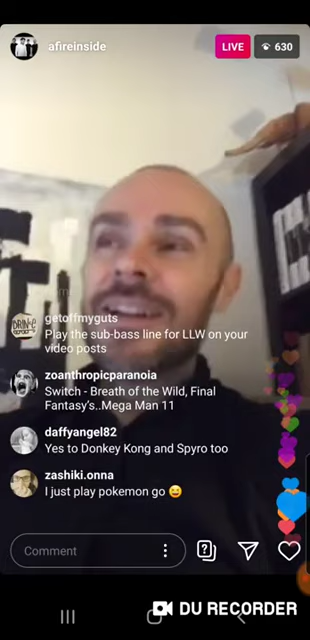 afireinside
LIVE
630
getoffmyguts
Play the sub-bass line for LLW on your
video posts
zoanthropicparanoia
Switch - Breath of the Wild, Final
Fantasy's..Mega Man 11
daffyangel82
Yes to Donkey Kong and Spyro too
zashiki.onna
I just play pokemon go 😄
Comment
DU RECORDER